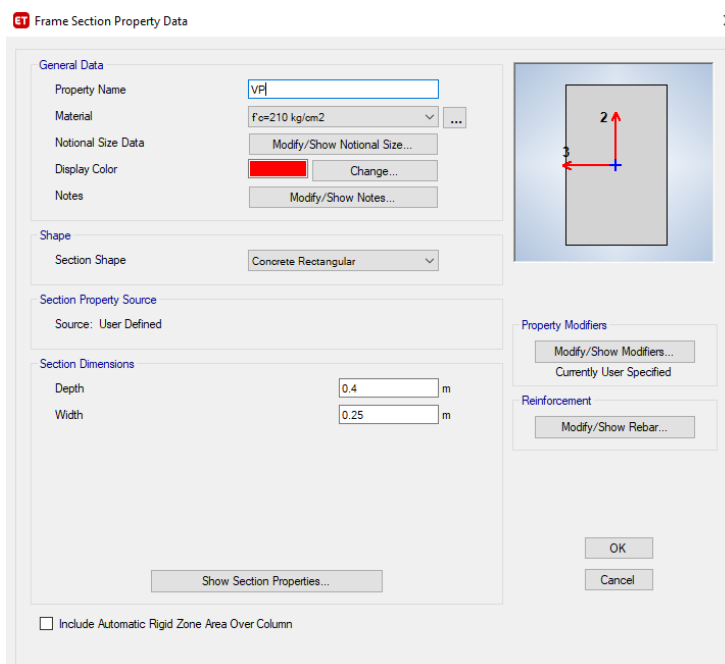 ET Frame Section Property Data
General Data
Property Name VP
Material f'c=210 kg/cm2 ...
Notional Size Data Modify/Show Notional Size...
Display Color Change...
Notes Modify/Show Notes...
Shape
Section Shape Concrete Rectangular
Section Property Source
Source: User Defined
Section Dimensions
Depth 0.4 m
Width 0.25 m
Show Section Properties...
Include Automatic Rigid Zone Area Over Column
2
3
Property Modifiers
Modify/Show Modifiers...
Currently User Specified
Reinforcement
Modify/Show Rebar...
OK
Cancel